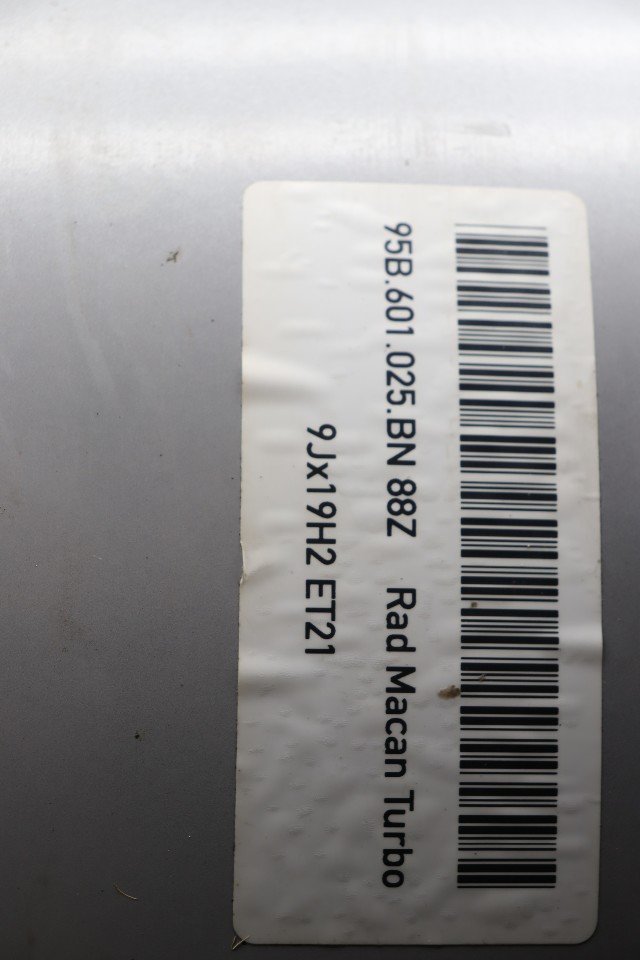 95B.601.025.BN 88Z Rad Macan Turbo
9Jx19H2 ET21